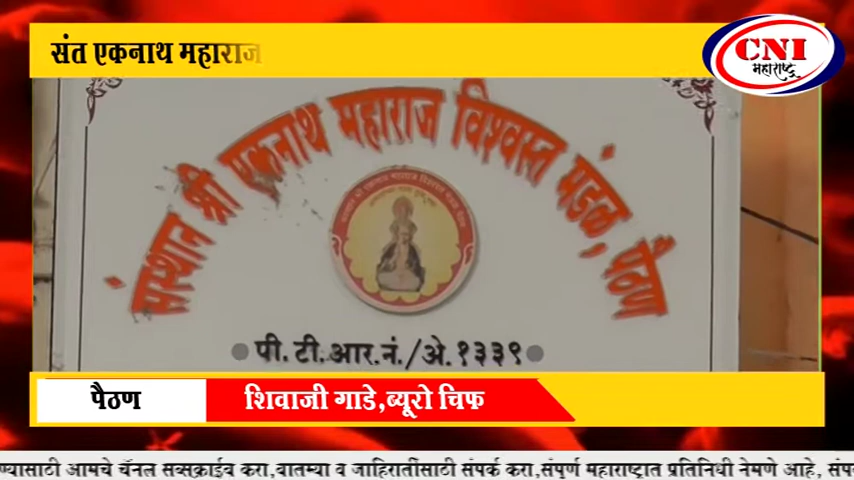 संत एकनाथ महाराज
CNI
महाराष्ट्र
संस्थान श्री एकनाथ महाराज विश्वस्त मंडळ, पैठण
पी. टी. आर. नं./अे. १३३९
पैठण
शिवाजी गाडे,ब्यूरो चिफ
आमचे चॅनल सबस्क्राईब करा,बातम्या व जाहिरातींसाठी संपर्क करा,संपूर्ण महाराष्ट्रात प्रतिनिधी नेमणे आहे,